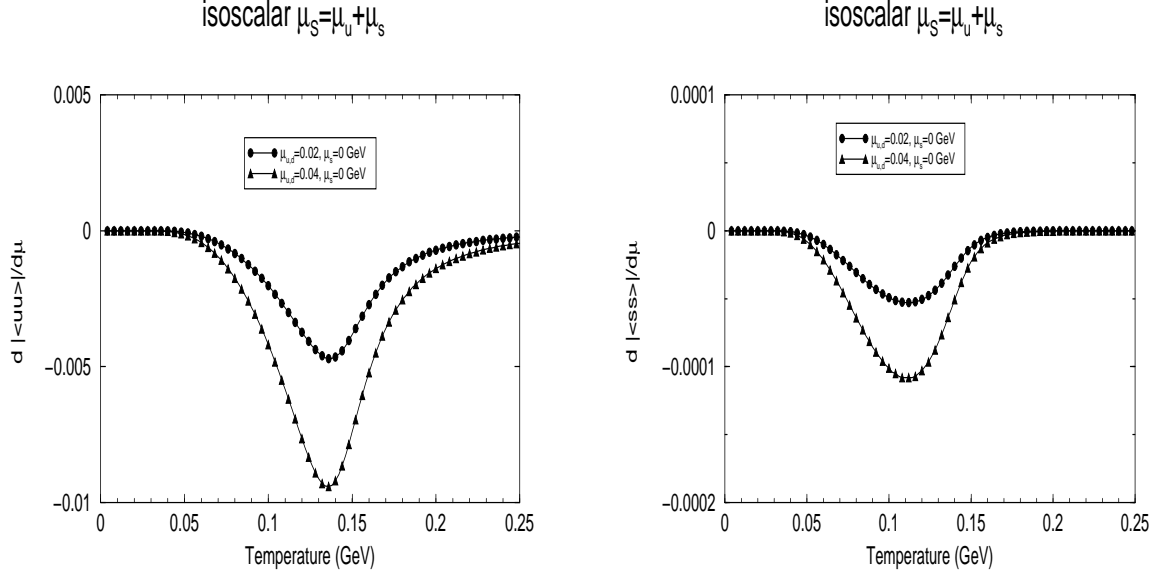 isoscalar μS=μu+μs
0.005
0
−0.005
−0.01
d |<nn>|/dμ
μu,d=0.02, μs=0 GeV
μu,d=0.04, μs=0 GeV
0 0.05 0.1 0.15 0.2 0.25
Temperature (GeV)
isoscalar μS=μu+μs
0.0001
0
−0.0001
−0.0002
d |<ss>|/dμ
μu,d=0.02, μs=0 GeV
μu,d=0.04, μs=0 GeV
0 0.05 0.1 0.15 0.2 0.25
Temperature (GeV)